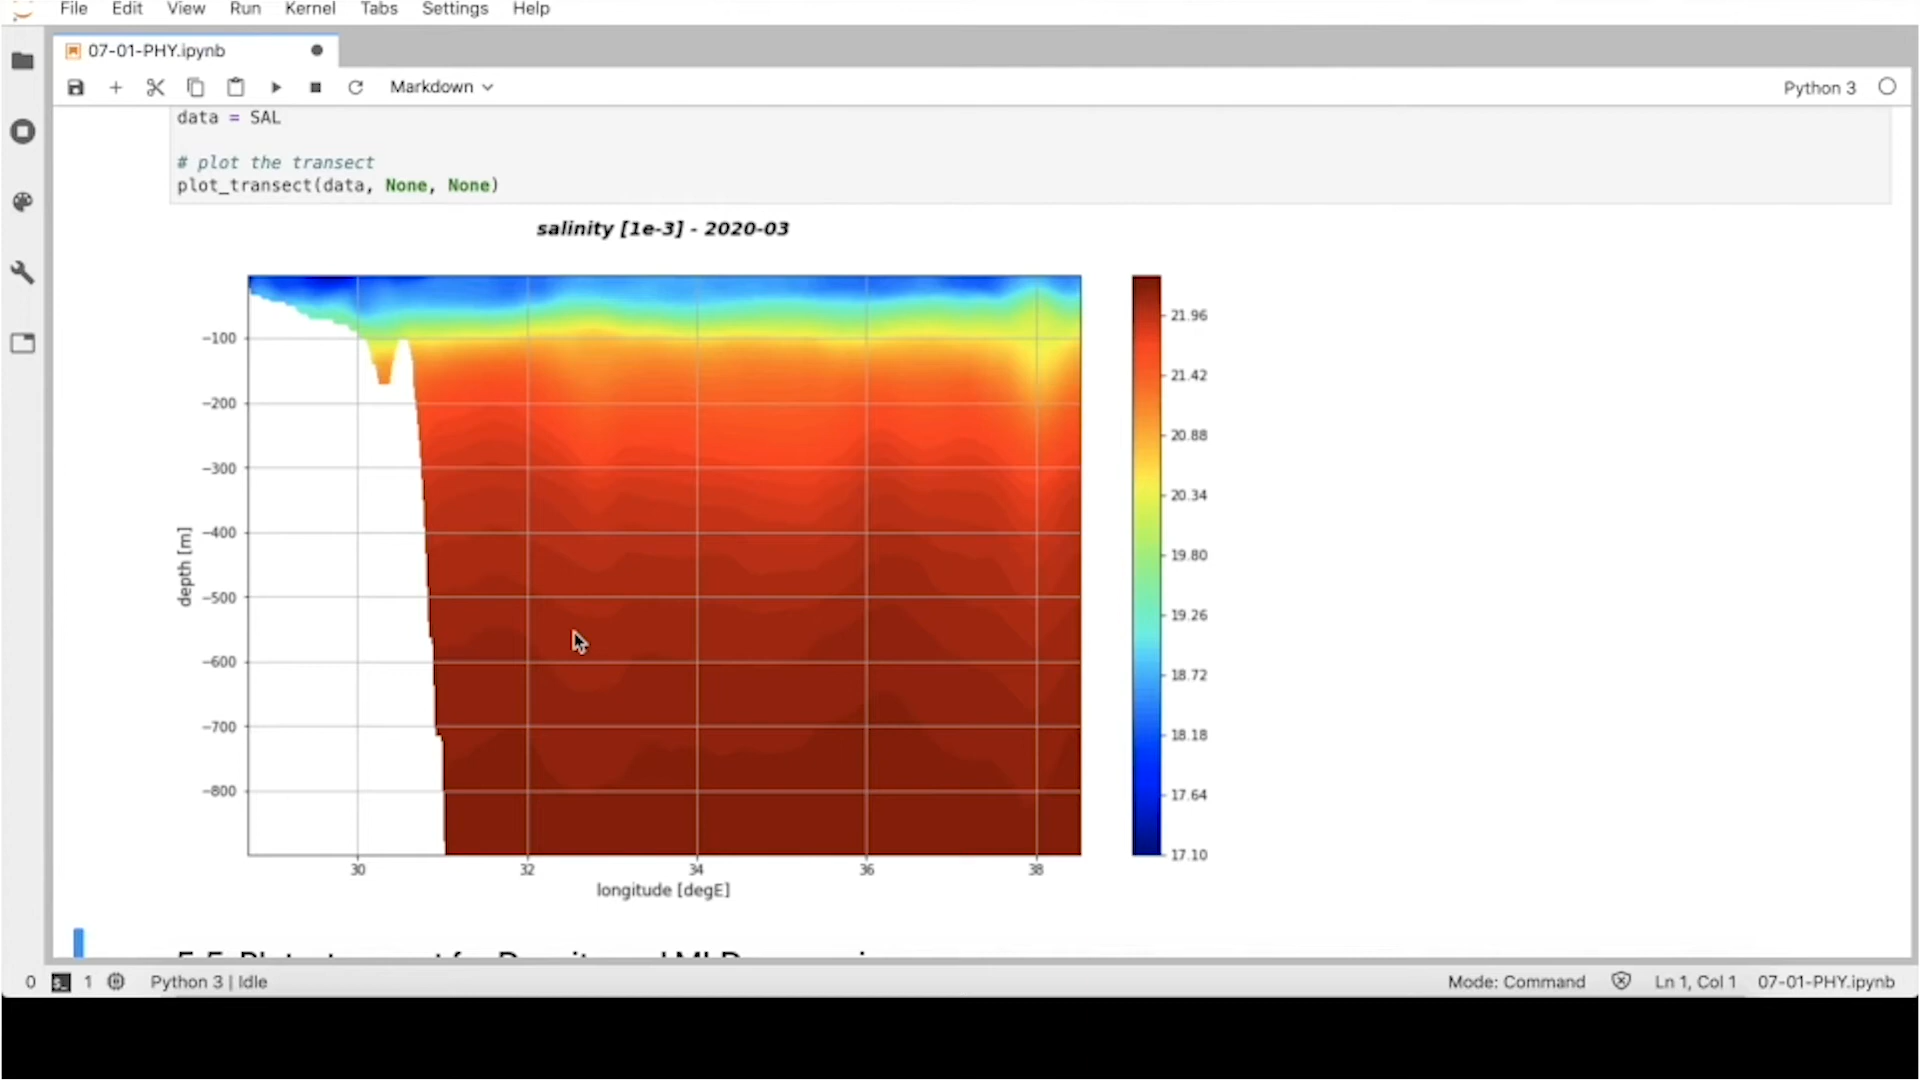 File Edit View Run Kernel Tabs Settings Help
07-01-PHY.ipynb
Markdown
Python 3
data = SAL
# plot the transect
plot_transect(data, None, None)
salinity [1e-3] - 2020-03
−100
−200
−300
−400
−500
−600
−700
−800
depth [m]
30 32 34 36 38
longitude [degE]
21.96
21.42
20.88
20.34
19.80
19.26
18.72
18.18
17.64
17.10
0 1 Python 3 | Idle
Mode: Command Ln 1, Col 1 07-01-PHY.ipynb